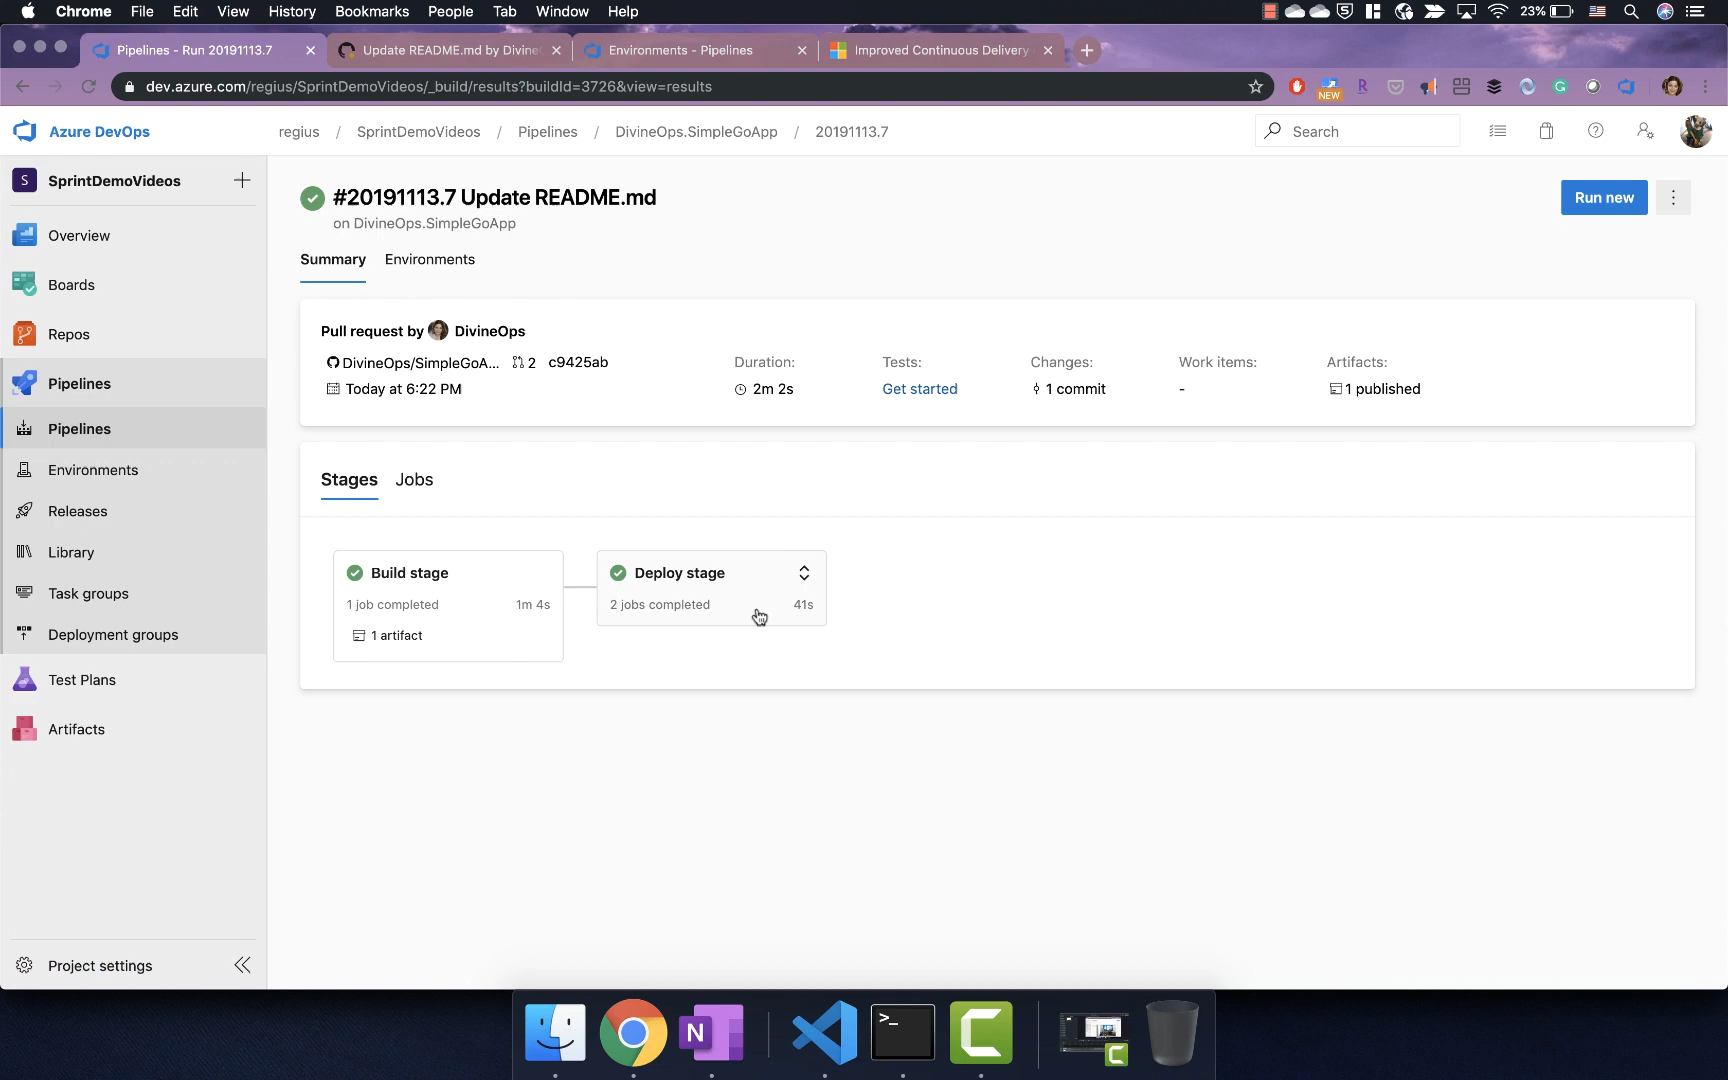 Chrome File Edit View History Bookmarks People Tab Window Help 23%
Pipelines - Run 20191113.7
Update README.md by Divine
Environments - Pipelines
Improved Continuous Delivery
dev.azure.com/regius/SprintDemoVideos/_build/results?buildId=3726&view=results
NEW
Azure DevOps
regius / SprintDemoVideos / Pipelines / DivineOps.SimpleGoApp / 20191113.7
Search
S SprintDemoVideos
Overview
Boards
Repos
Pipelines
Pipelines
Environments
Releases
Library
Task groups
Deployment groups
Test Plans
Artifacts
Project settings
#20191113.7 Update README.md
on DivineOps.SimpleGoApp
Run new
Summary Environments
Pull request by DivineOps
DivineOps/SimpleGoA... 2 c9425ab
Today at 6:22 PM
Duration:
2m 2s
Tests:
Get started
Changes:
1 commit
Work items:
-
Artifacts:
1 published
Stages Jobs
Build stage
1 job completed 1m 4s
1 artifact
Deploy stage
2 jobs completed 41s
N
>_